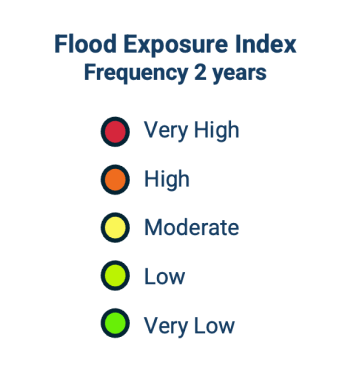 Flood Exposure Index
Frequency 2 years
Very High
High
Moderate
Low
Very Low